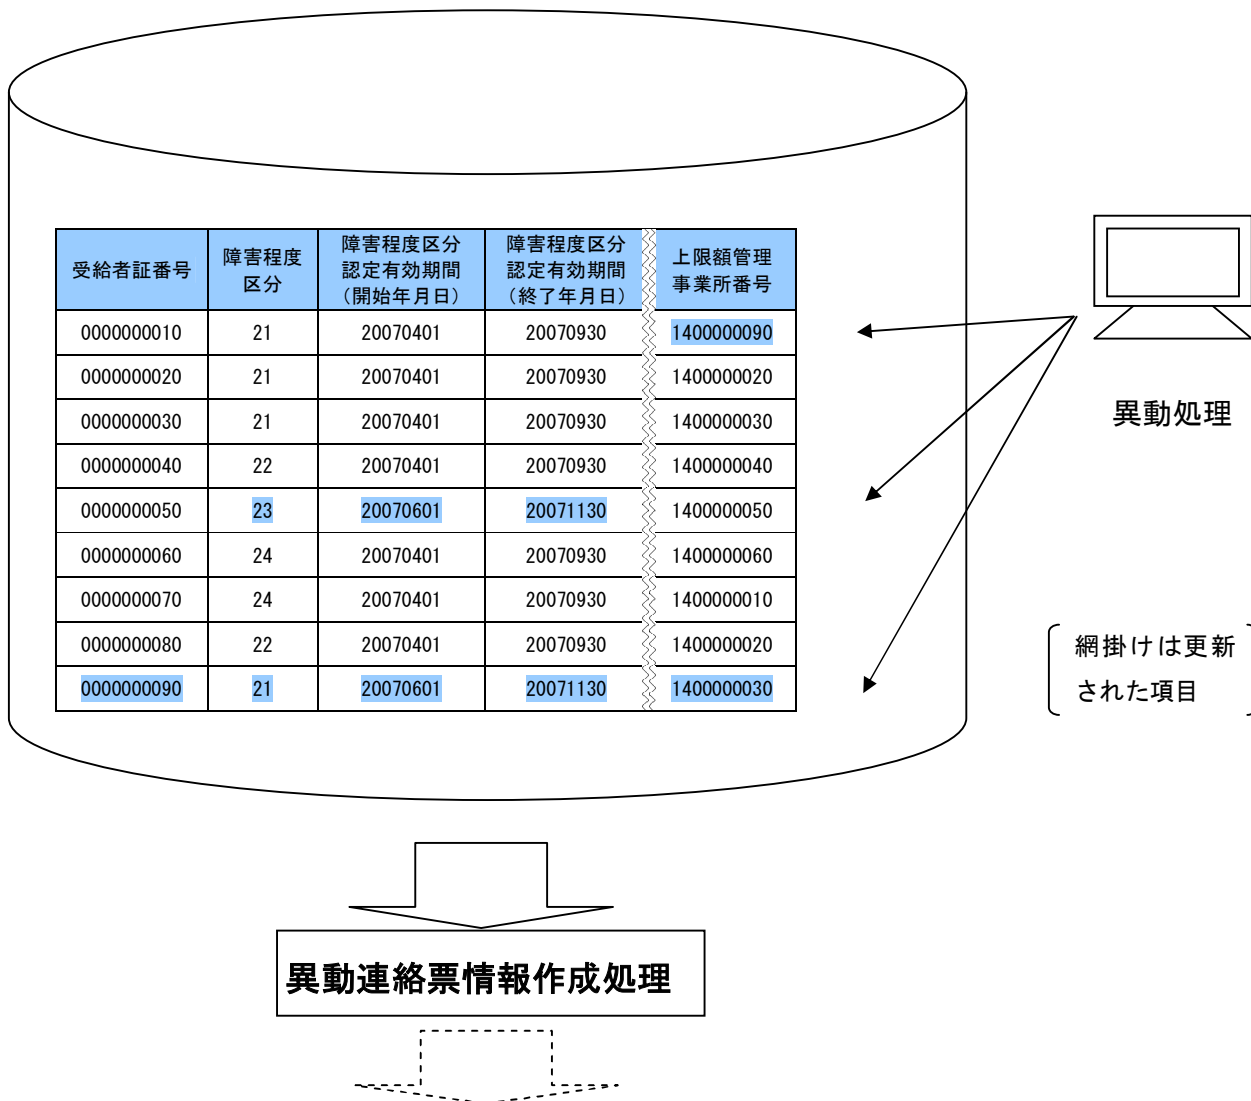 受給者証番号 障害程度区分 障害程度区分認定有効期間（開始年月日） 障害程度区分認定有効期間（終了年月日） 上限額管理事業所番号
0000000010 21 20070401 20070930 1400000090
0000000020 21 20070401 20070930 1400000020
0000000030 21 20070401 20070930 1400000030
0000000040 22 20070401 20070930 1400000040
0000000050 23 20070601 20071130 1400000050
0000000060 24 20070401 20070930 1400000060
0000000070 24 20070401 20070930 1400000010
0000000080 22 20070401 20070930 1400000020
0000000090 21 20070601 20071130 1400000030
異動処理
網掛けは更新
された項目
異動連絡票情報作成処理